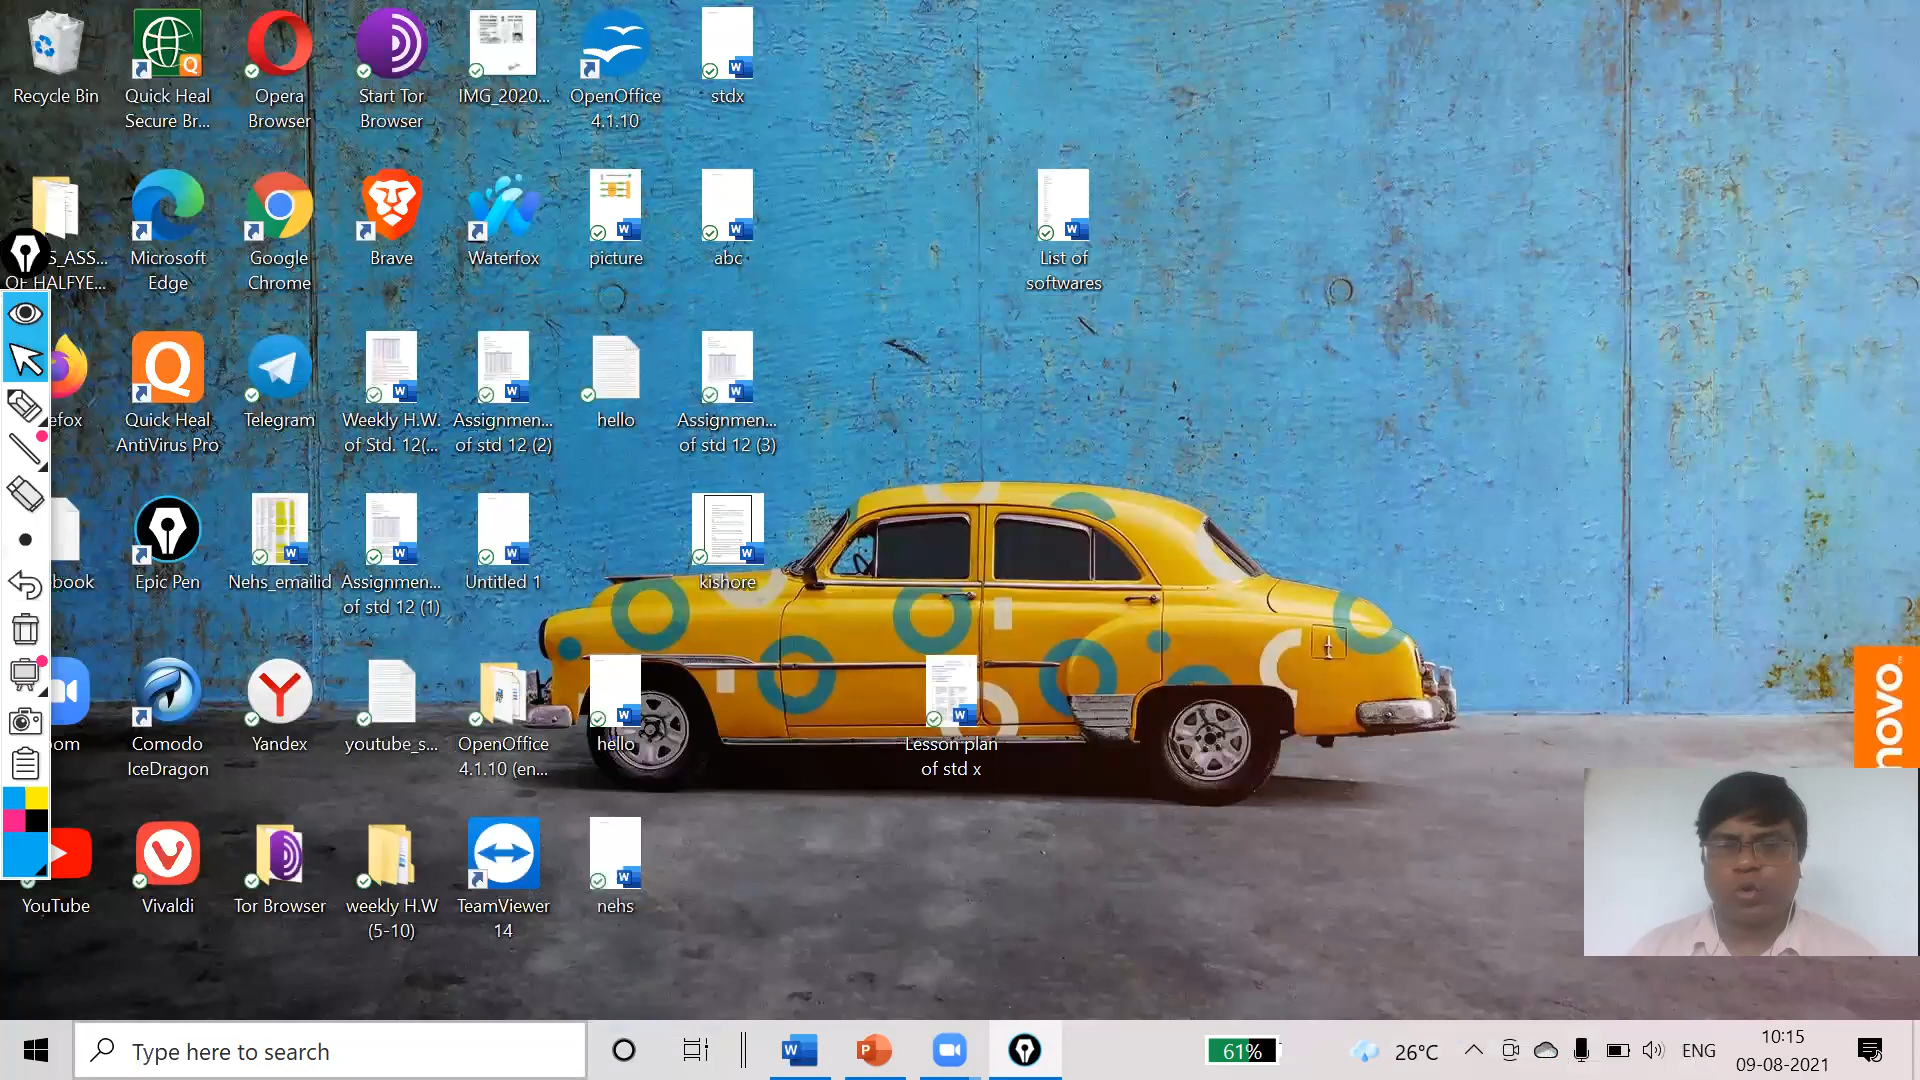 Recycle Bin
Quick Heal
Secure Br...
Opera
Browser
Start Tor
Browser
IMG_2020...
OpenOffice
4.1.10
stdx
S_ASS...
OF HALFYE...
Microsoft
Edge
Google
Chrome
Brave
Waterfox
picture
abc
List of
softwares
efox
Quick Heal
AntiVirus Pro
Telegram
Weekly H.W.
of Std. 12(...
Assignmen...
of std 12 (2)
hello
Assignmen...
of std 12 (3)
book
Epic Pen
Nehs_emailid
Assignmen...
of std 12 (1)
Untitled 1
kishore
om
Comodo
IceDragon
Yandex
youtube_s...
OpenOffice
4.1.10 (en...
hello
Lesson plan
of std x
novo
YouTube
Vivaldi
Tor Browser
weekly H.W
(5-10)
TeamViewer
14
nehs
Type here to search
61%
26°C
ENG
10:15
09-08-2021